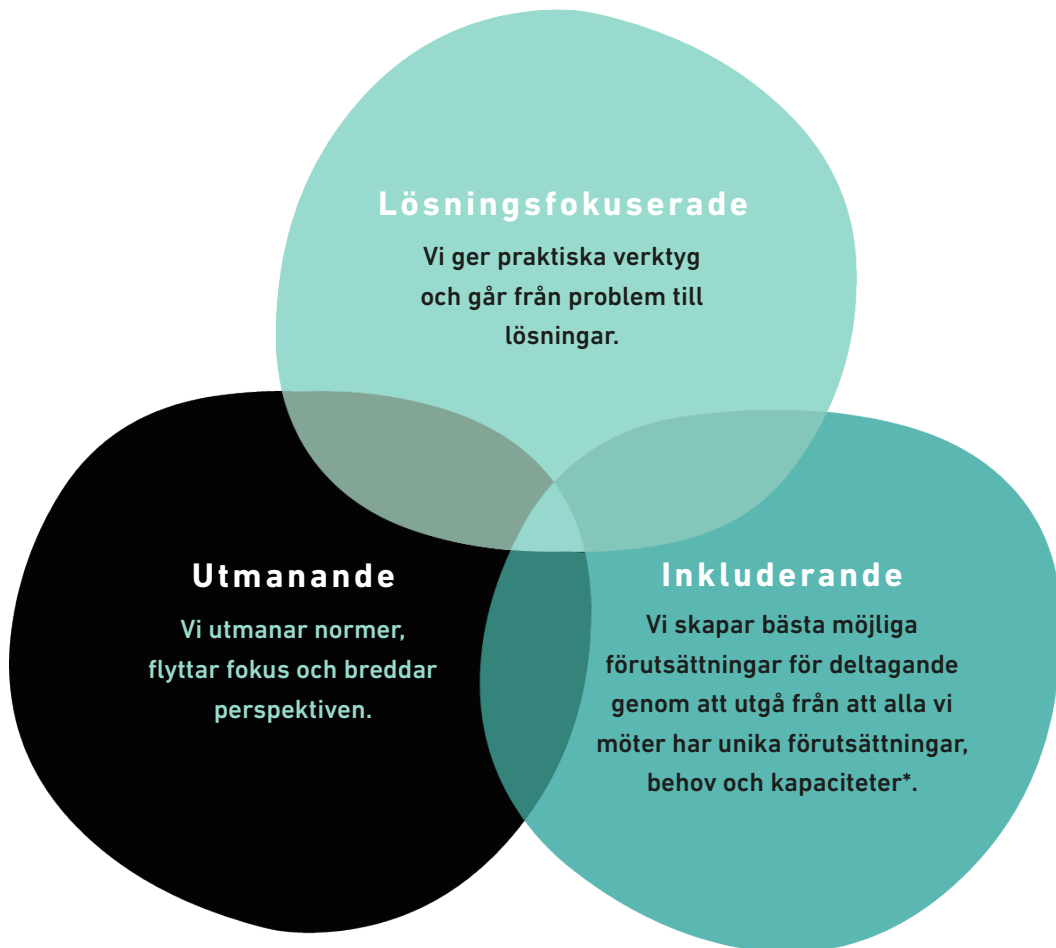 Lösningsfokuserade
Vi ger praktiska verktyg
och går från problem till
lösningar.
Utmanande
Vi utmanar normer,
flyttar fokus och breddar
perspektiven.
Inkluderande
Vi skapar bästa möjliga
förutsättningar för deltagande
genom att utgå från att alla vi
möter har unika förutsättningar,
behov och kapaciteter*.